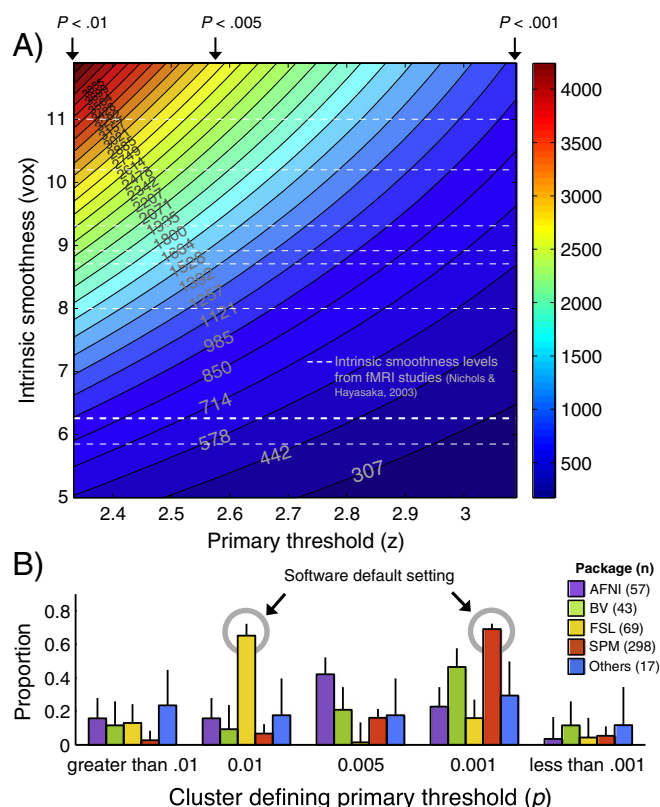 P < .01
P < .005
P < .001
A)
Intrinsic smoothness (vox)
11
10
9
8
7
6
5
1800
1664
1528
1392
1257
1121
985
850
714
578
442
307
Intrinsic smoothness levels
from fMRI studies (Nichols &
Hayasaka, 2003)
2.4 2.5 2.6 2.7 2.8 2.9 3
Primary threshold (z)
4000
3500
3000
2500
2000
1500
1000
500
B)
Software default setting
Package (n)
AFNI (57)
BV (43)
FSL (69)
SPM (298)
Others (17)
Proportion
0.8
0.6
0.4
0.2
0
greater than .01 0.01 0.005 0.001 less than .001
Cluster defining primary threshold (p)